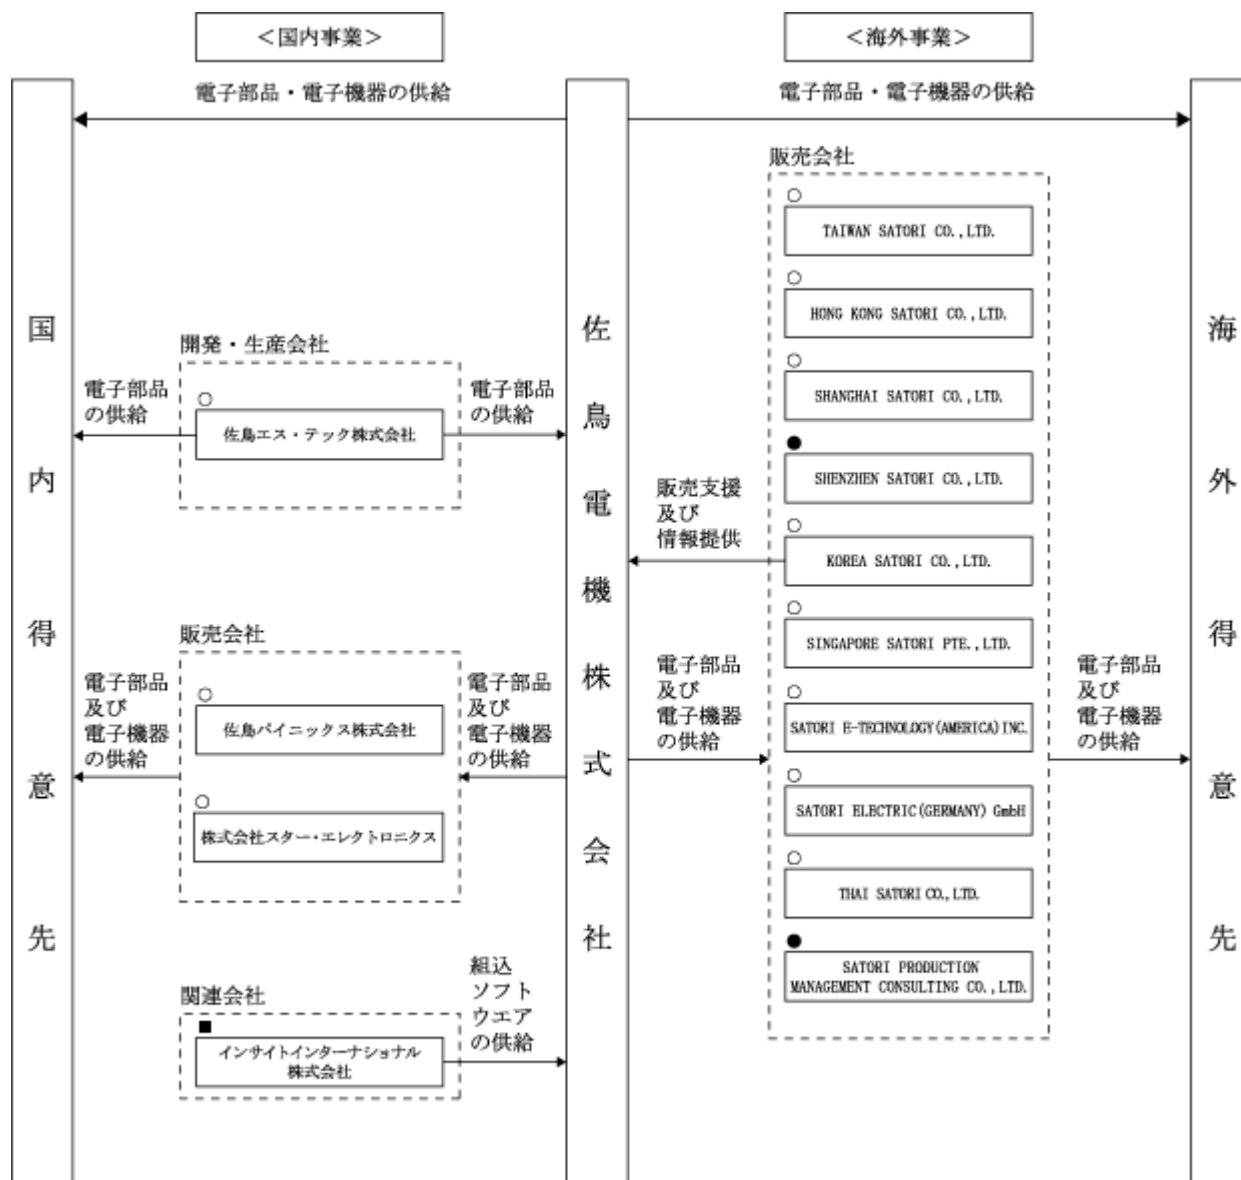 ＜国内事業＞
＜海外事業＞
電子部品・電子機器の供給
電子部品・電子機器の供給
国内得意先
開発・生産会社
電子部品
の供給
○
佐鳥エス・テック株式会社
電子部品
の供給
販売会社
電子部品
及び
電子機器
の供給
○
佐鳥パイニックス株式会社
○
株式会社スター・エレクトロニクス
電子部品
及び
電子機器
の供給
関連会社
■
インサイトインターナショナル
株式会社
組込
ソフト
ウエア
の供給
佐鳥電機株式会社
販売支援
及び
情報提供
電子部品
及び
電子機器
の供給
販売会社
○
TAIWAN SATORI CO.,LTD.
○
HONG KONG SATORI CO.,LTD.
○
SHANGHAI SATORI CO.,LTD.
●
SHENZHEN SATORI CO.,LTD.
○
KOREA SATORI CO.,LTD.
○
SINGAPORE SATORI PTE.,LTD.
○
SATORI E-TECHNOLOGY(AMERICA)INC.
○
SATORI ELECTRIC(GERMANY) GmbH
○
THAI SATORI CO.,LTD.
●
SATORI PRODUCTION
MANAGEMENT CONSULTING CO.,LTD.
電子部品
及び
電子機器
の供給
海外得意先